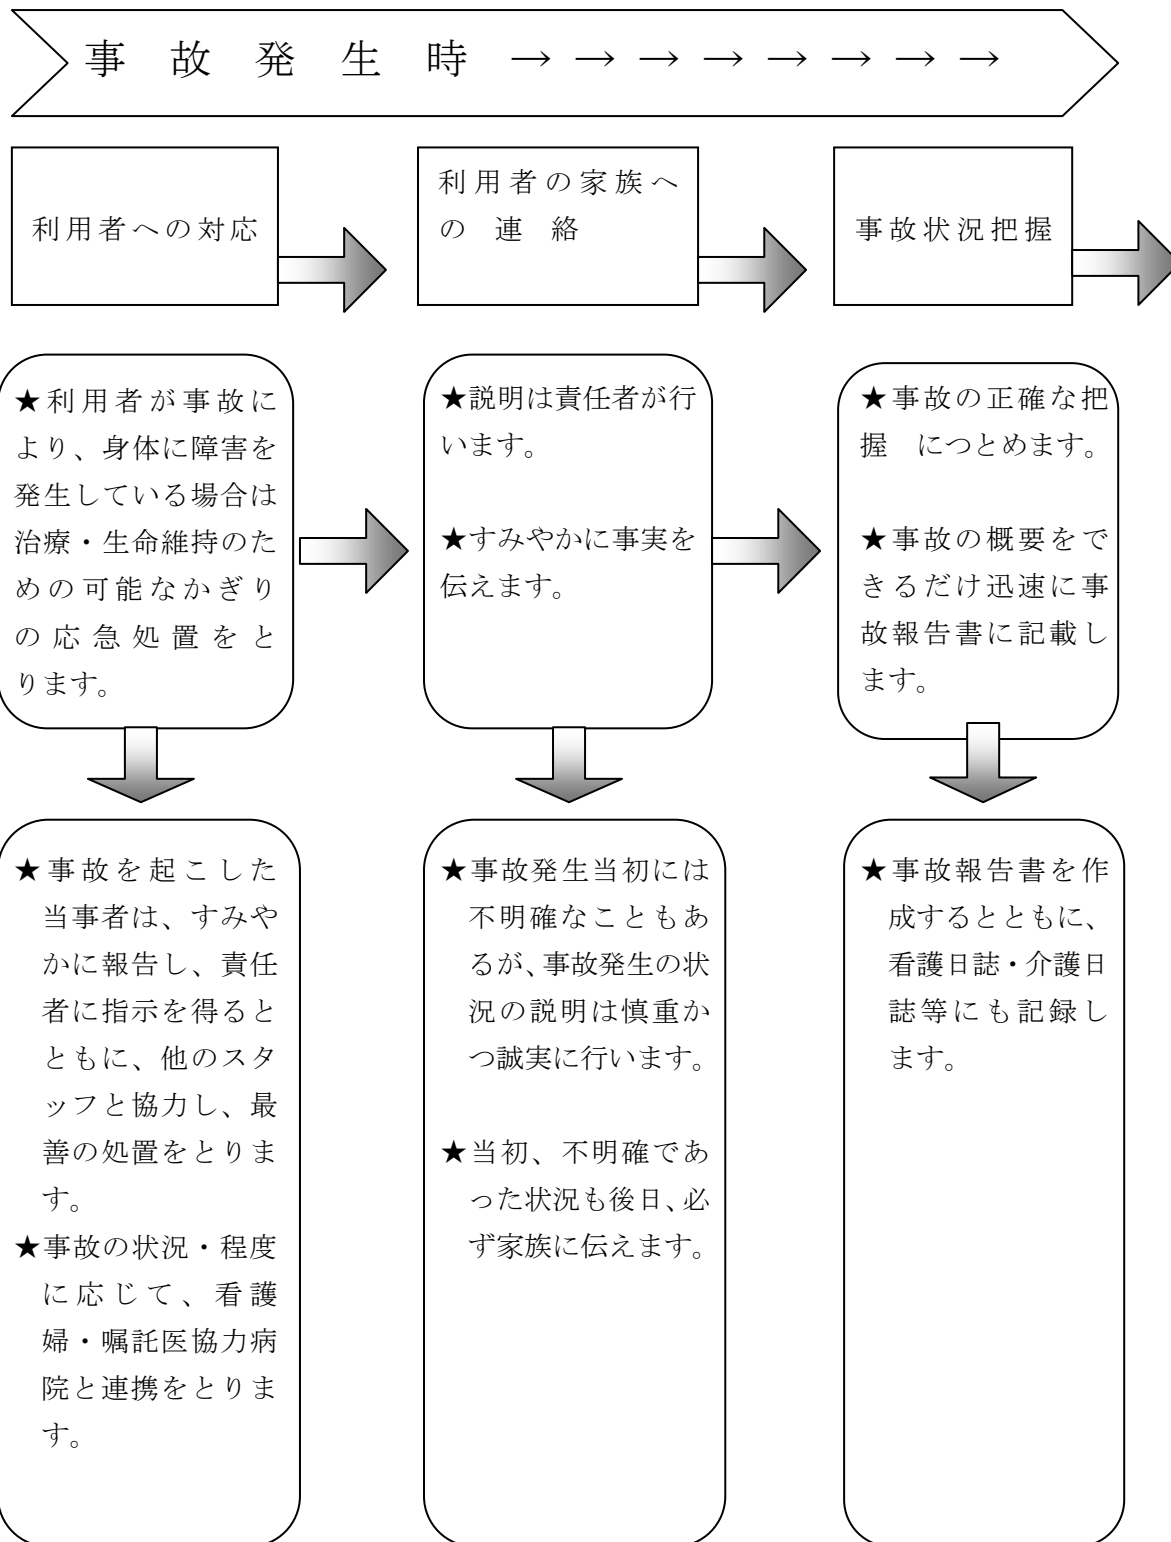 事故発生時 → → → → → → → →
利用者への対応
利用者の家族へ
の連絡
事故状況把握
★利用者が事故に
より、身体に障害を
発生している場合は
治療・生命維持のた
めの可能なかぎり
の応急処置をと
ります。
★説明は責任者が行
います。
★すみやかに事実を
伝えます。
★事故の正確な把
握　につとめます。
★事故の概要をで
きるだけ迅速に事
故報告書に記載し
ます。
★事故を起こした
当事者は、すみや
かに報告し、責任
者に指示を得ると
ともに、他のスタ
ッフと協力し、最
善の処置をとりま
す。
★事故の状況・程度
に応じて、看護
婦・嘱託医協力病
院と連携をとりま
す。
★事故発生当初には
不明確なこともあ
るが、事故発生の状
況の説明は慎重か
つ誠実に行います。
★当初、不明確であ
った状況も後日、必
ず家族に伝えます。
★事故報告書を作
成するとともに、
看護日誌・介護日
誌等にも記録し
ます。